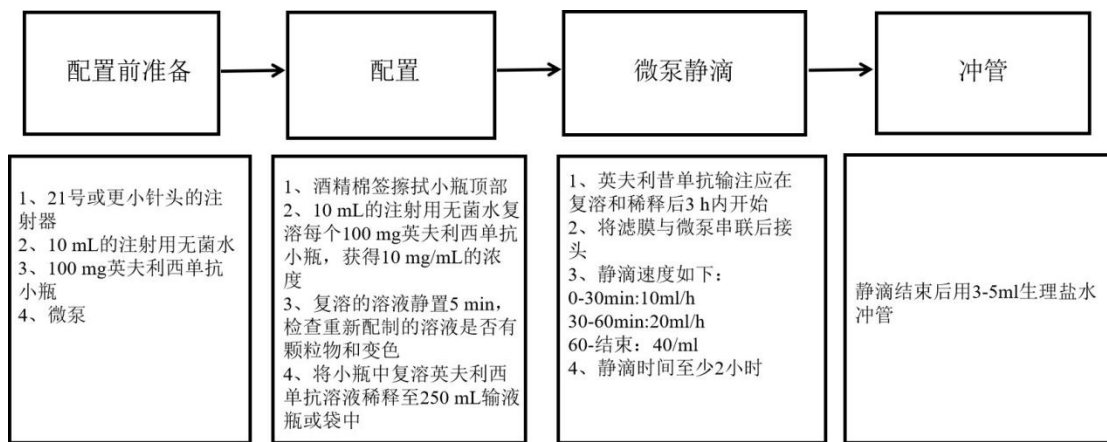 配置前准备
配置
微泵静滴
冲管
1、21号或更小针头的注
射器
2、10 mL的注射用无菌水
3、100 mg英夫利西单抗
小瓶
4、微泵
1、酒精棉签擦拭小瓶顶部
2、10 mL的注射用无菌水复
溶每个100 mg英夫利西单抗
小瓶，获得10 mg/mL的浓
度
3、复溶的溶液静置5 min，
检查重新配制的溶液是否有
颗粒物和变色
4、将小瓶中复溶英夫利西
单抗溶液稀释至250 mL输液
瓶或袋中
1、英夫利昔单抗输注应在
复溶和稀释后3 h内开始
2、将滤膜与微泵串联后接
头
3、静滴速度如下：
0-30min:10ml/h
30-60min:20ml/h
60-结束：40/ml
4、静滴时间至少2小时
静滴结束后用3-5ml生理盐水
冲管